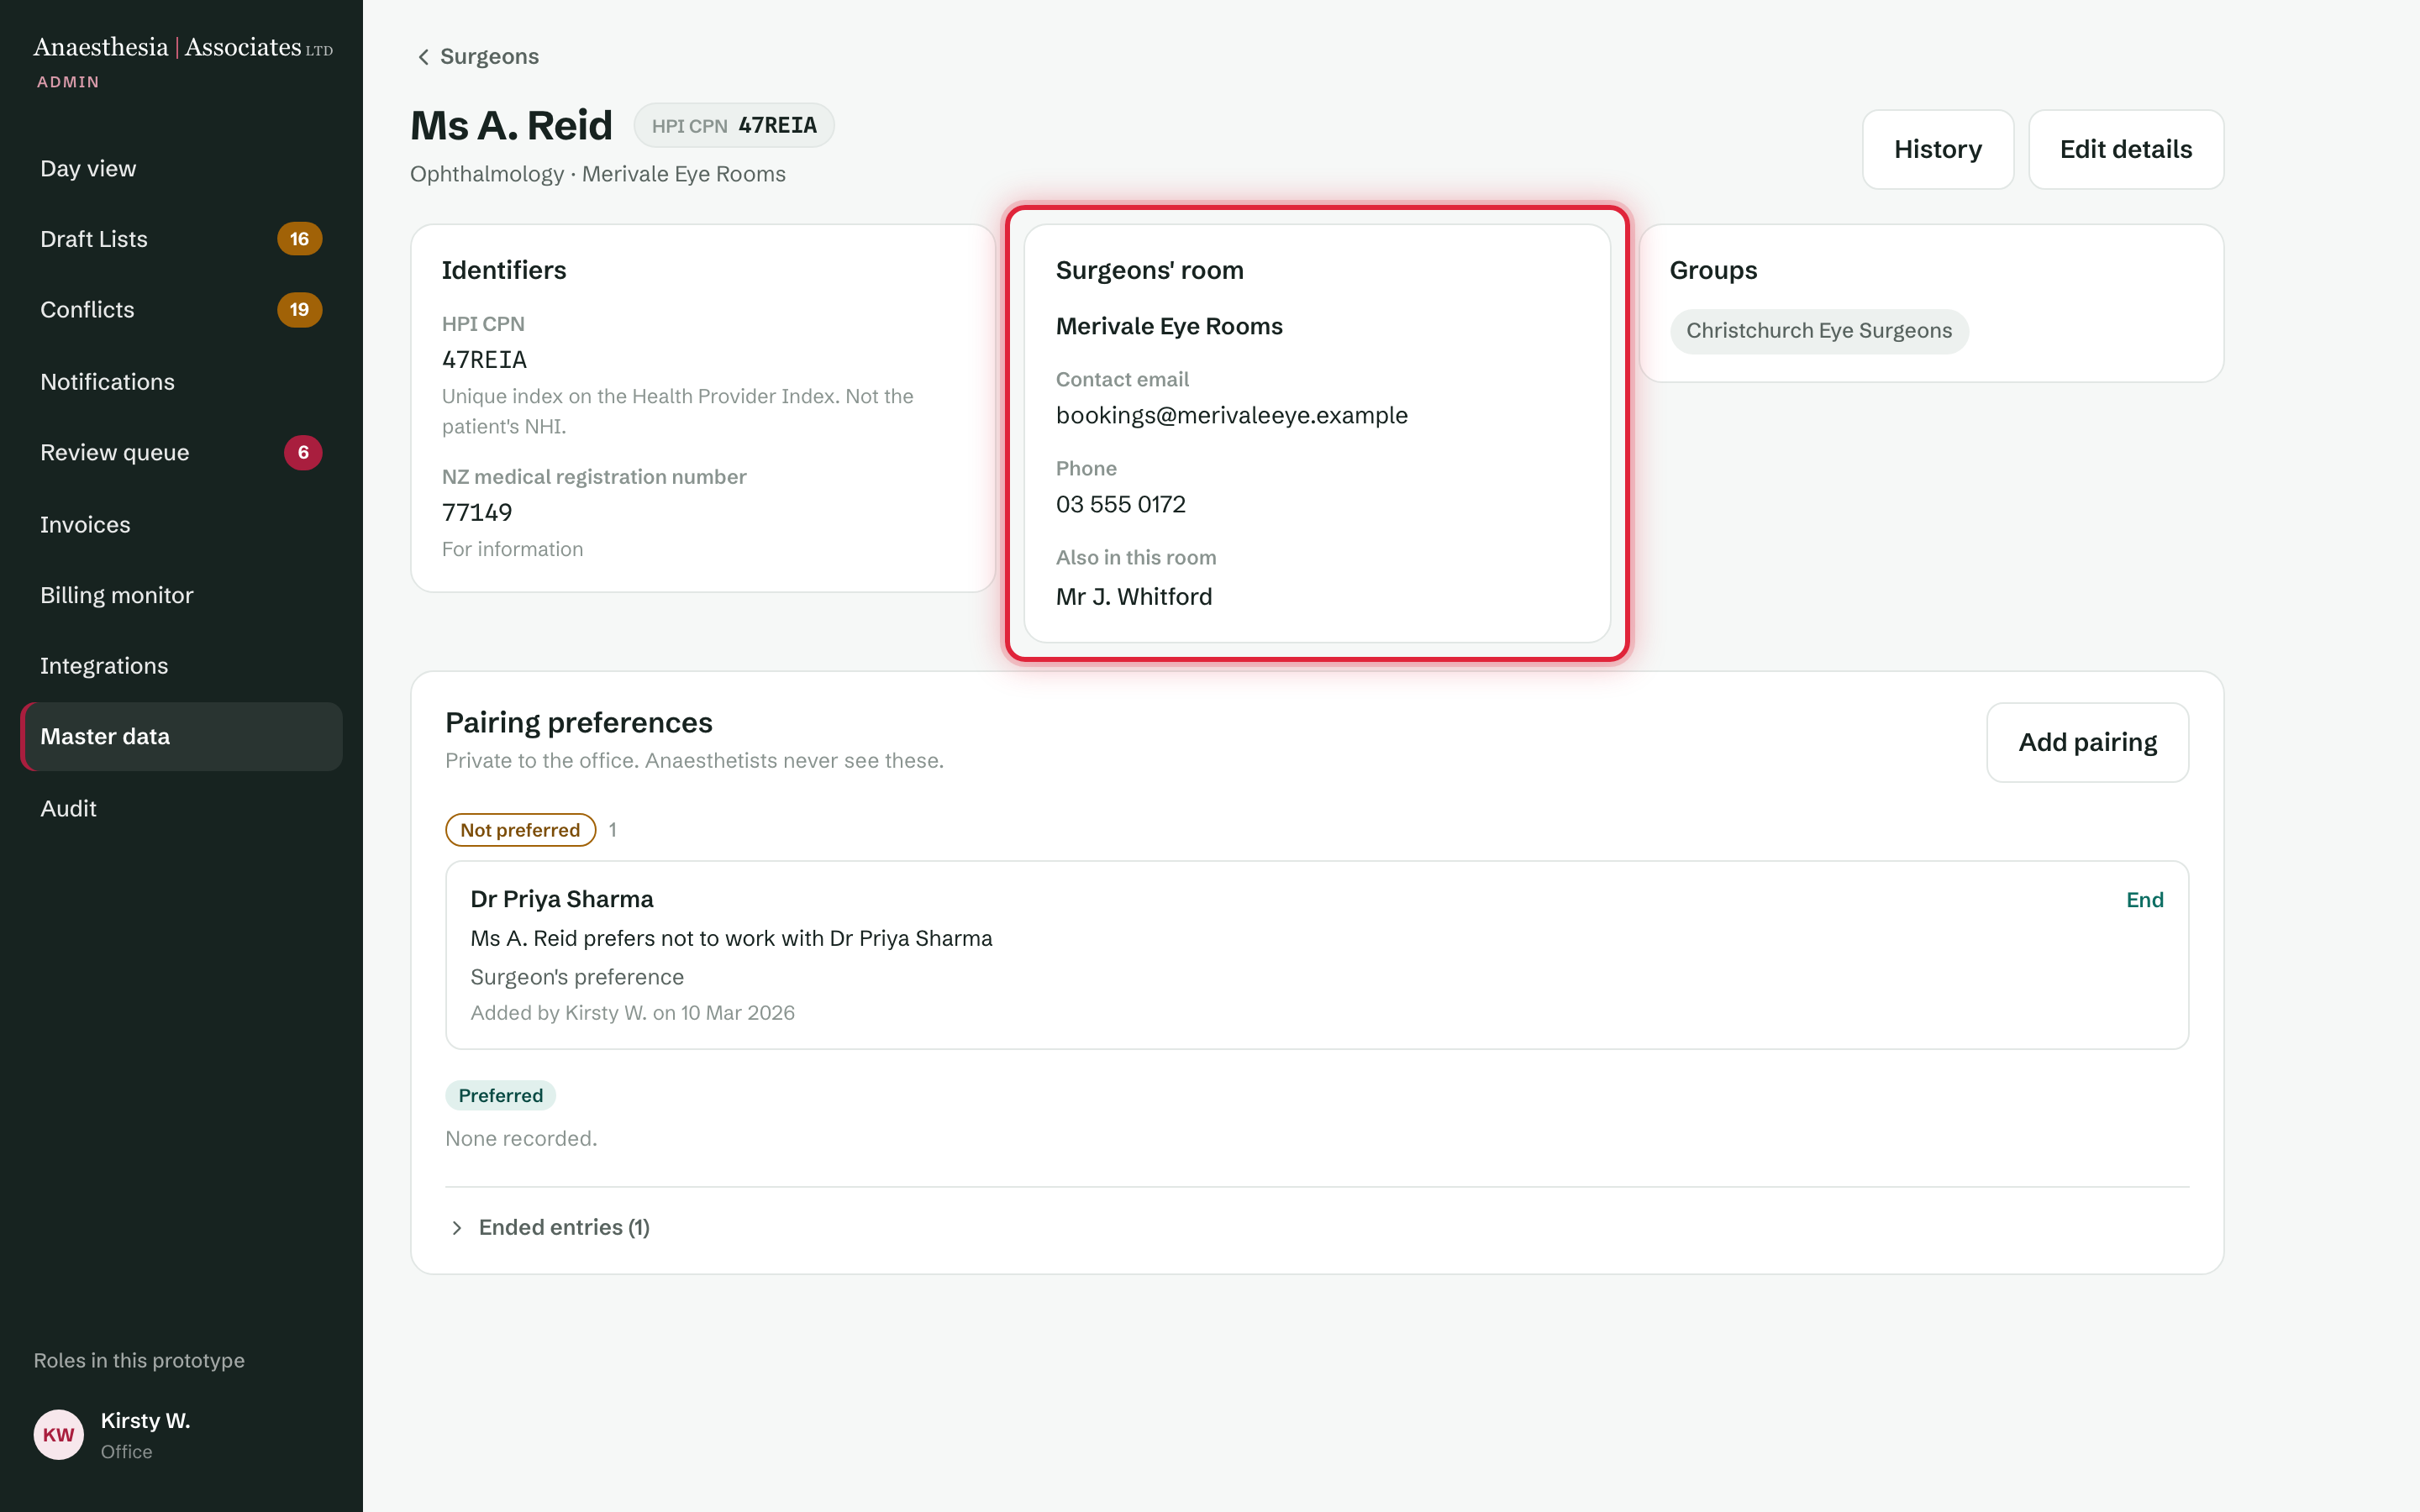 Anaesthesia | Associates LTD
ADMIN
Day view
Draft Lists 16
Conflicts 19
Notifications
Review queue 6
Invoices
Billing monitor
Integrations
Master data
Audit
Roles in this prototype
KW
Kirsty W.
Office
Surgeons
Ms A. Reid HPI CPN 47REIA
Ophthalmology · Merivale Eye Rooms
History
Edit details
Identifiers
HPI CPN
47REIA
Unique index on the Health Provider Index. Not the
patient's NHI.
NZ medical registration number
77149
For information
Surgeons' room
Merivale Eye Rooms
Contact email
bookings@merivaleeye.example
Phone
03 555 0172
Also in this room
Mr J. Whitford
Groups
Christchurch Eye Surgeons
Pairing preferences
Private to the office. Anaesthetists never see these.
Add pairing
Not preferred 1
Dr Priya Sharma
End
Ms A. Reid prefers not to work with Dr Priya Sharma
Surgeon's preference
Added by Kirsty W. on 10 Mar 2026
Preferred
None recorded.
Ended entries (1)